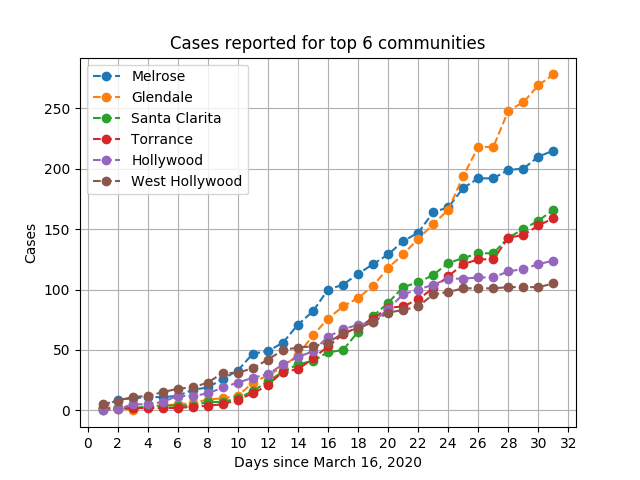 Cases reported for top 6 communities
Melrose
Glendale
Santa Clarita
Torrance
Hollywood
West Hollywood
Cases
250
200
150
100
50
0
0 2 4 6 8 10 12 14 16 18 20 22 24 26 28 30 32
Days since March 16, 2020